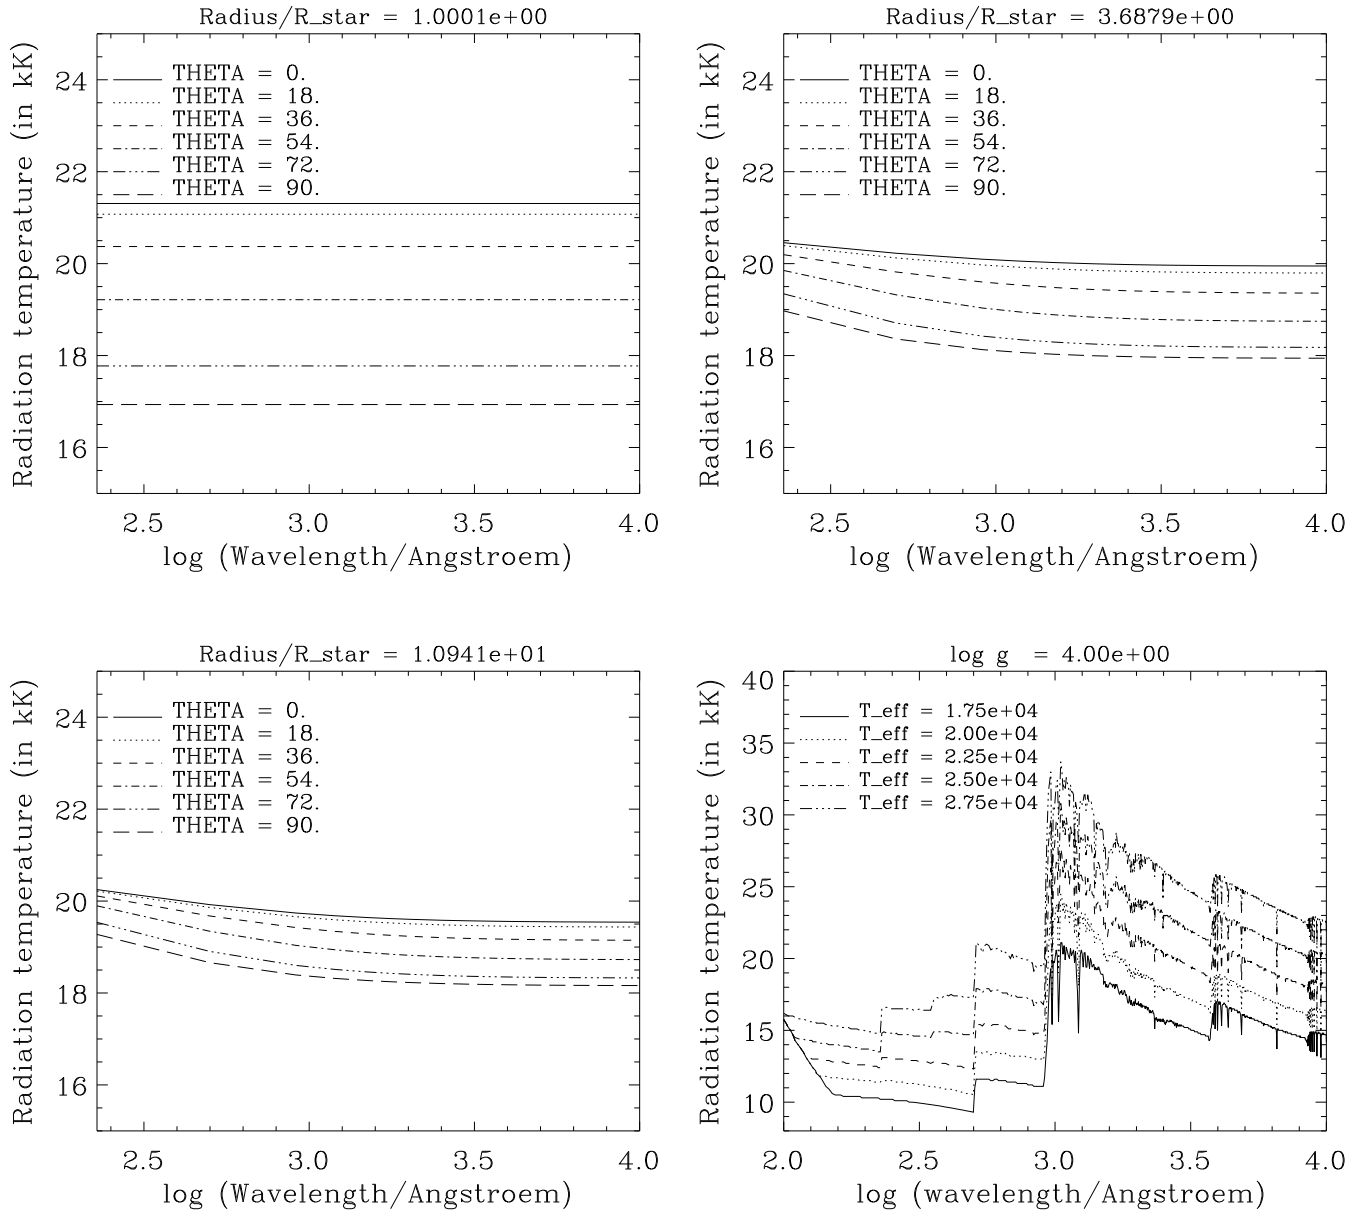 Radius/R_star = 1.0001e+00
Radiation temperature (in kK)
24
22
20
18
16
THETA = 0.
THETA = 18.
THETA = 36.
THETA = 54.
THETA = 72.
THETA = 90.
2.5 3.0 3.5 4.0
log (Wavelength/Angstroem)
Radius/R_star = 3.6879e+00
Radiation temperature (in kK)
24
22
20
18
16
THETA = 0.
THETA = 18.
THETA = 36.
THETA = 54.
THETA = 72.
THETA = 90.
2.5 3.0 3.5 4.0
log (Wavelength/Angstroem)
Radius/R_star = 1.0941e+01
Radiation temperature (in kK)
24
22
20
18
16
THETA = 0.
THETA = 18.
THETA = 36.
THETA = 54.
THETA = 72.
THETA = 90.
2.5 3.0 3.5 4.0
log (Wavelength/Angstroem)
log g = 4.00e+00
Radiation temperature (in kK)
40
35
30
25
20
15
10
T_eff = 1.75e+04
T_eff = 2.00e+04
T_eff = 2.25e+04
T_eff = 2.50e+04
T_eff = 2.75e+04
2.0 2.5 3.0 3.5 4.0
log (wavelength/Angstroem)